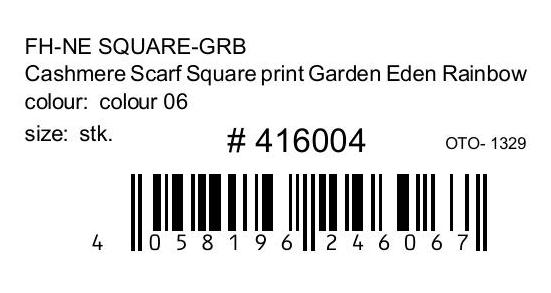 FH-NE SQUARE-GRB
Cashmere Scarf Square print Garden Eden Rainbow
colour: colour 06
size: stk. # 416004 OTO- 1329
4 058196 246067